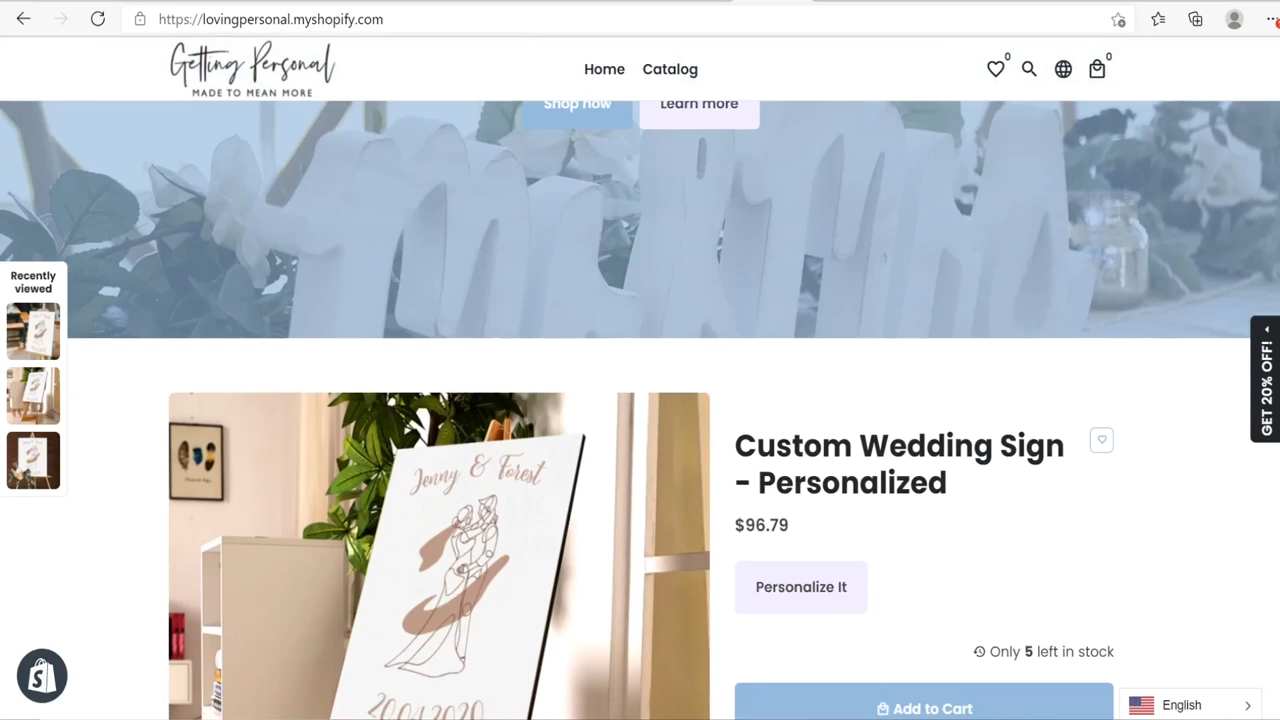 https://lovingpersonal.myshopify.com
Getting Personal
MADE TO MEAN MORE
Home Catalog
0
0
Shop now Learn more
Recently
viewed
GET 20% OFF!
Jenny & Forest
Custom Wedding Sign
- Personalized
$96.79
Personalize It
Only 5 left in stock
Add to Cart
English